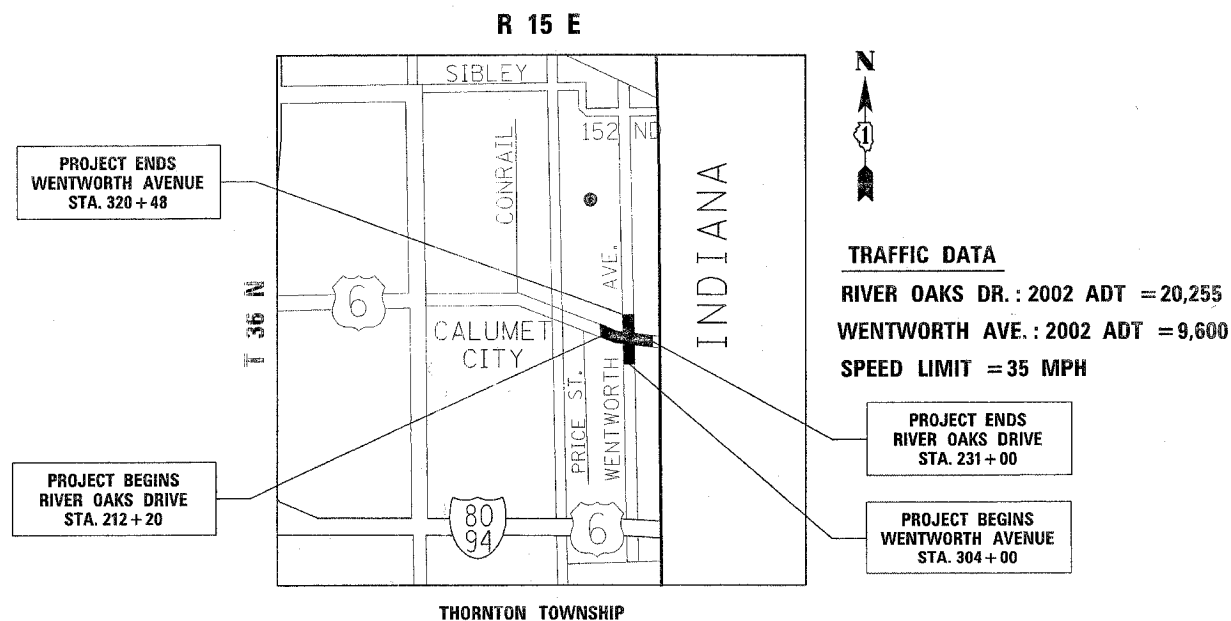 R 15 E
SIBLEY
152 ND
CONRAIL
N
1
PROJECT ENDS
WENTWORTH AVENUE
STA. 320+48
INDIANA
T 36 N
6
CALUMET
CITY
PRICE ST.
WENTWORTH AVE.
TRAFFIC DATA
RIVER OAKS DR. : 2002 ADT = 20,255
WENTWORTH AVE. : 2002 ADT = 9,600
SPEED LIMIT = 35 MPH
PROJECT ENDS
RIVER OAKS DRIVE
STA. 231+00
PROJECT BEGINS
RIVER OAKS DRIVE
STA. 212+20
80
94
6
PROJECT BEGINS
WENTWORTH AVENUE
STA. 304+00
THORNTON TOWNSHIP